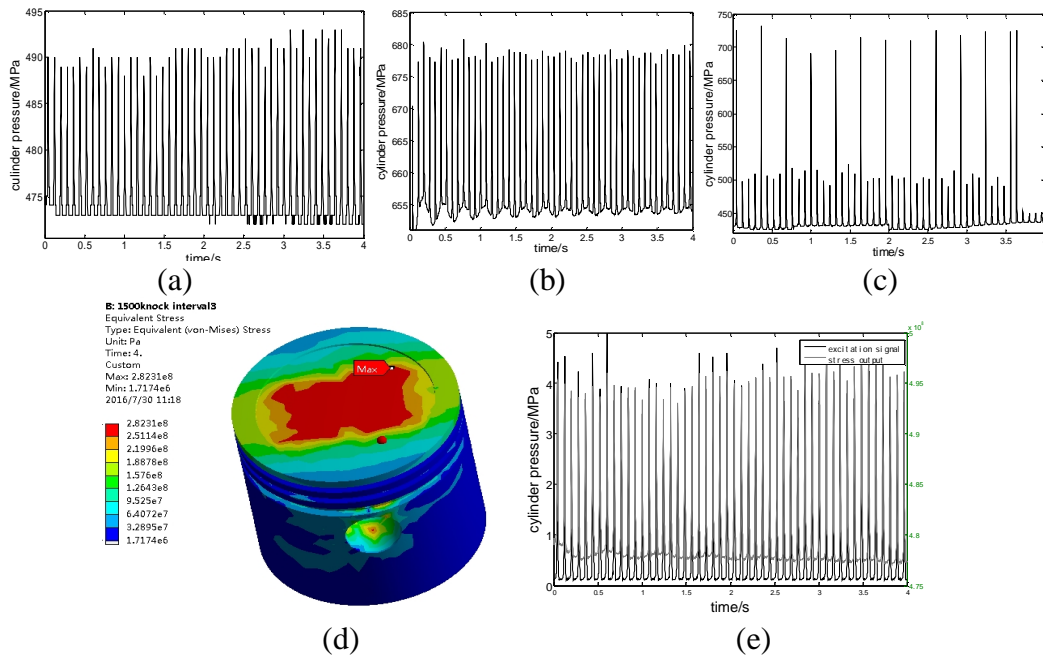 495
490
485
480
475
culinder pressure/MPa
0 0.5 1 1.5 2 2.5 3 3.5 4
time/s
(a)
685
680
675
670
665
660
655
cylinder pressure/MPa
0 0.5 1 1.5 2 2.5 3 3.5 4
time/s
(b)
750
700
650
600
550
500
450
cylinder pressure/MPa
0 0.5 1 1.5 2 2.5 3 3.5
time/s
(c)
B: 1500knock interval3
Equivalent Stress
Type: Equivalent (von-Mises) Stress
Unit: Pa
Time: 4.
Custom
Max: 2.8231e8
Min: 1.7174e6
2016/7/30 11:18
2.8231e8
2.5114e8
2.1996e8
1.8878e8
1.576e8
1.2643e8
9.525e7
6.4072e7
3.2895e7
1.7174e6
Max
(d)
5
4
3
2
1
0
cylinder pressure/MPa
0 0.5 1 1.5 2 2.5 3 3.5 4
time/s
excitation signal
stress output
5
4.95
4.9
4.85
4.8
4.75
(e)